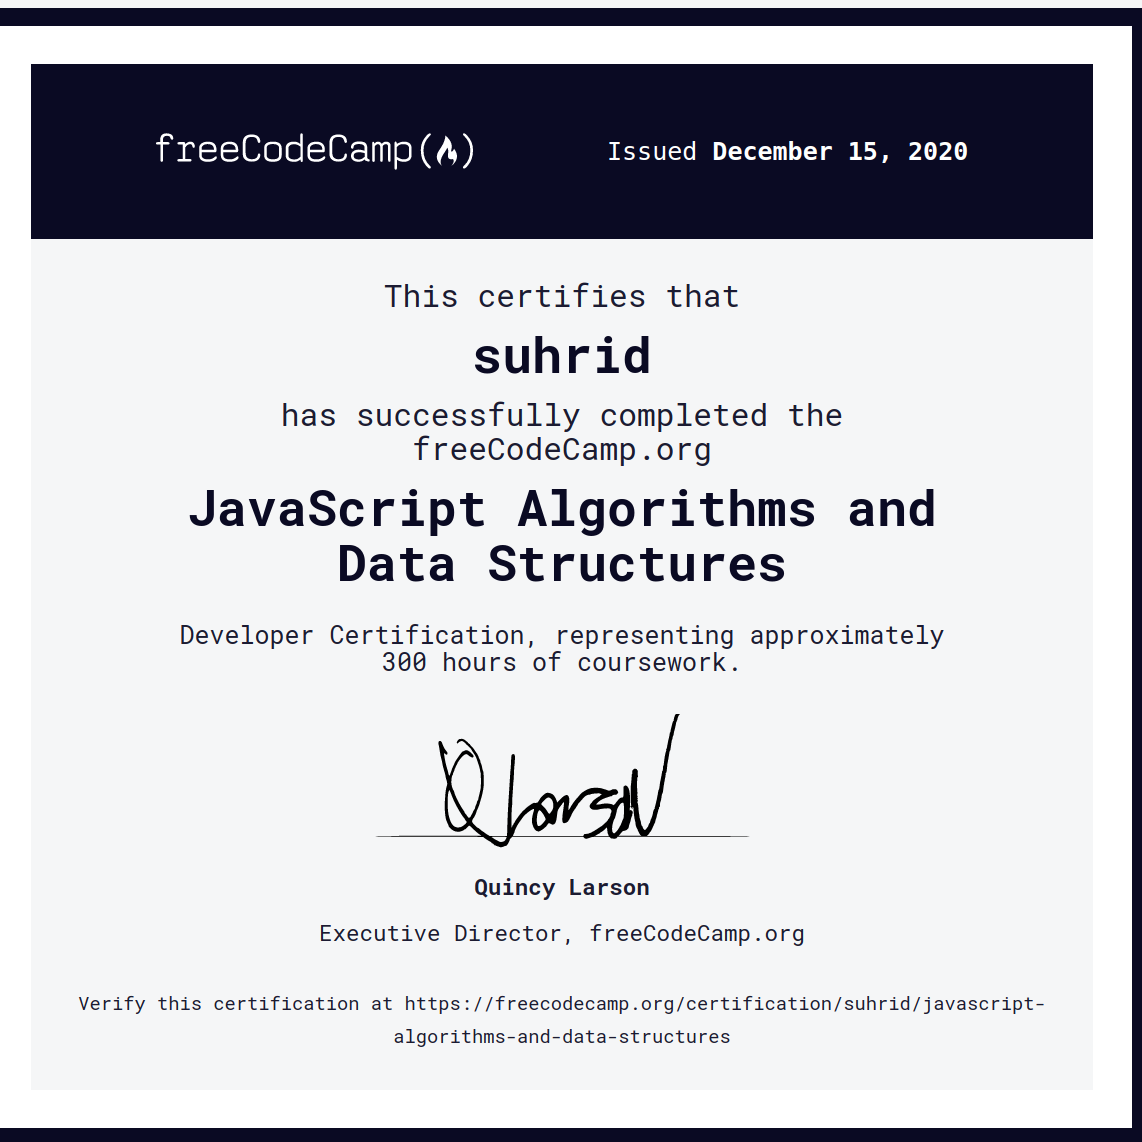 freeCodeCamp(🔥)
Issued December 15, 2020
This certifies that
suhrid
has successfully completed the
freeCodeCamp.org
JavaScript Algorithms and
Data Structures
Developer Certification, representing approximately
300 hours of coursework.
Q Larson
Quincy Larson
Executive Director, freeCodeCamp.org
Verify this certification at https://freecodecamp.org/certification/suhrid/javascript-
algorithms-and-data-structures